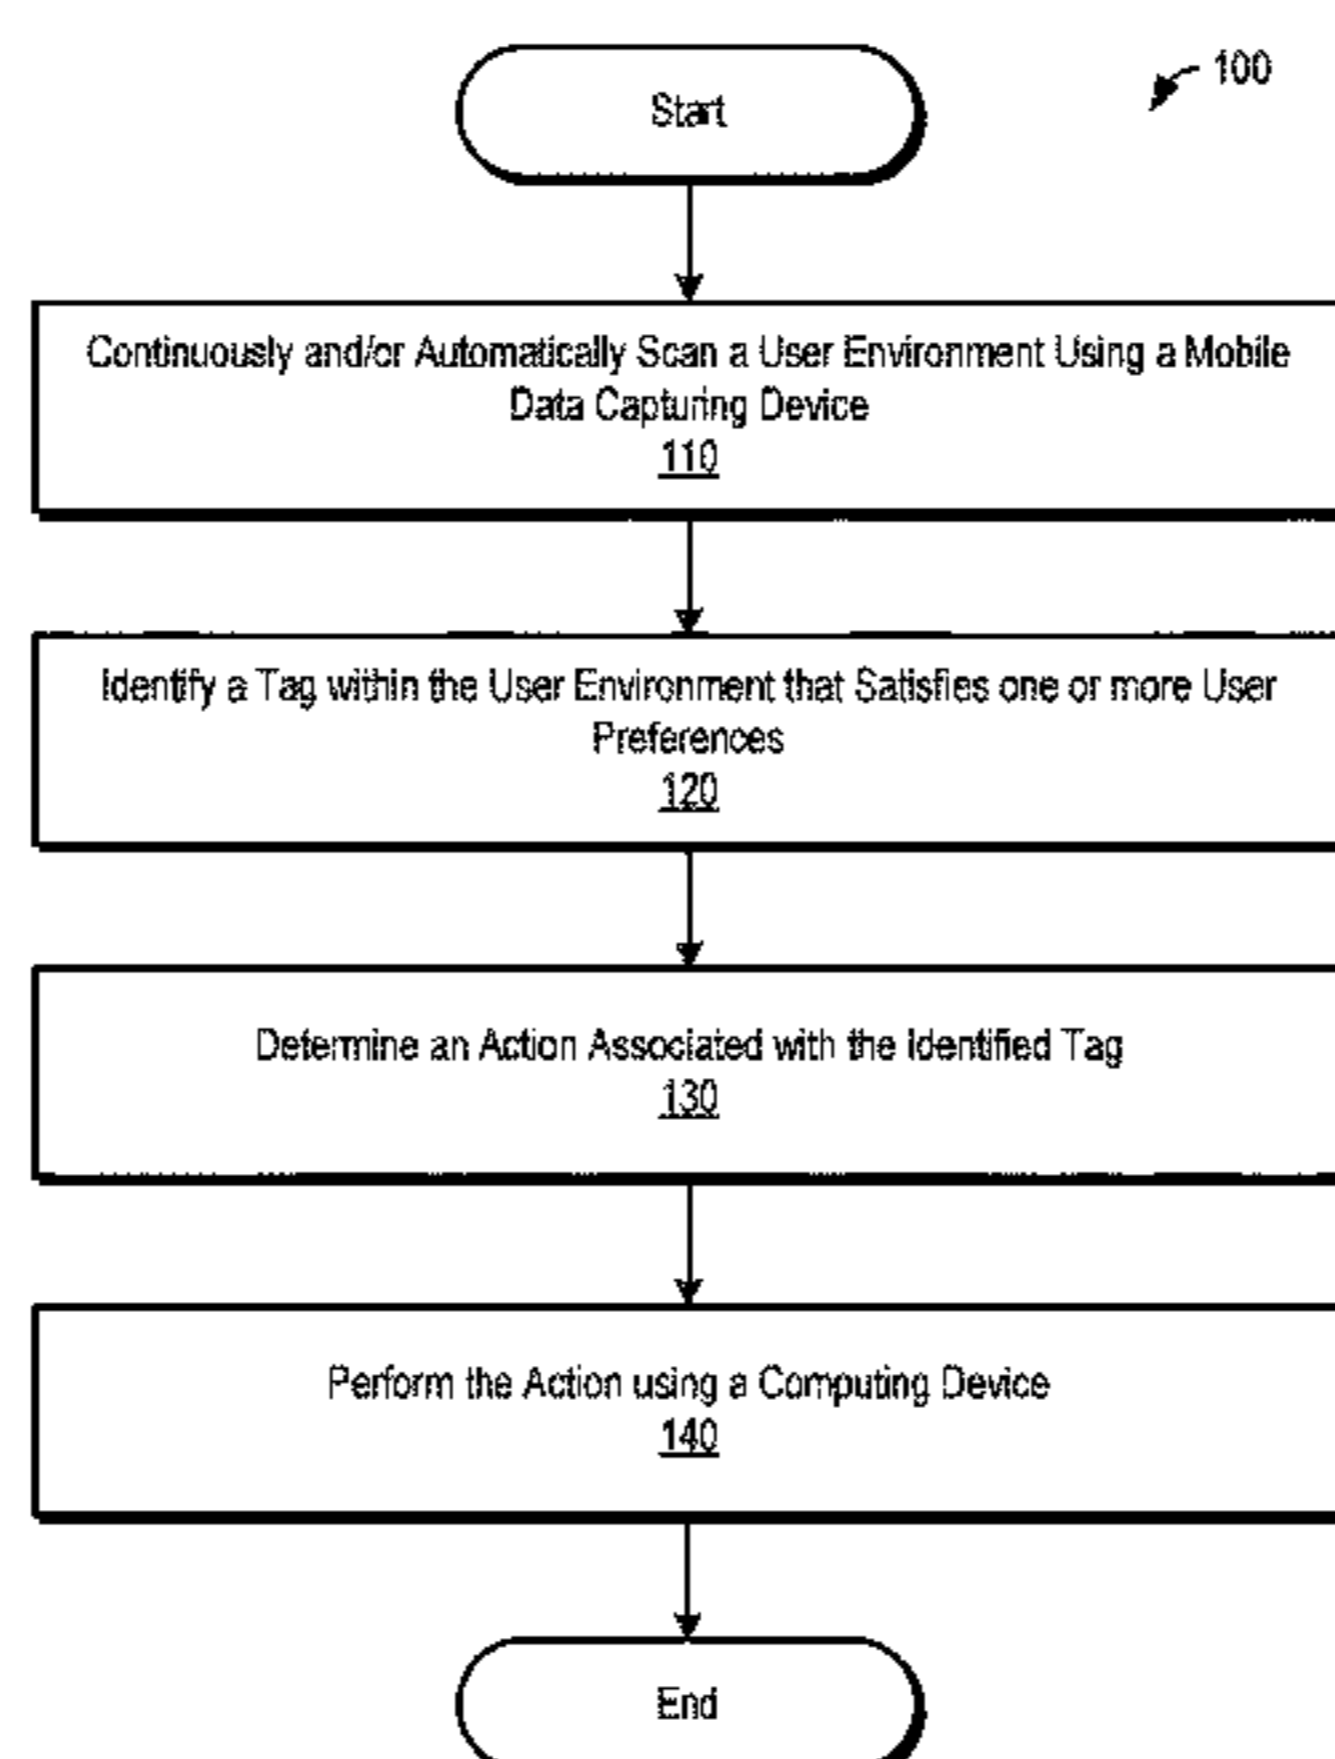 100
Start
Continuously and/or Automatically Scan a User Environment Using a Mobile
Data Capturing Device
110
Identify a Tag within the User Environment that Satisfies one or more User
Preferences
120
Determine an Action Associated with the Identified Tag
130
Perform the Action using a Computing Device
140
End